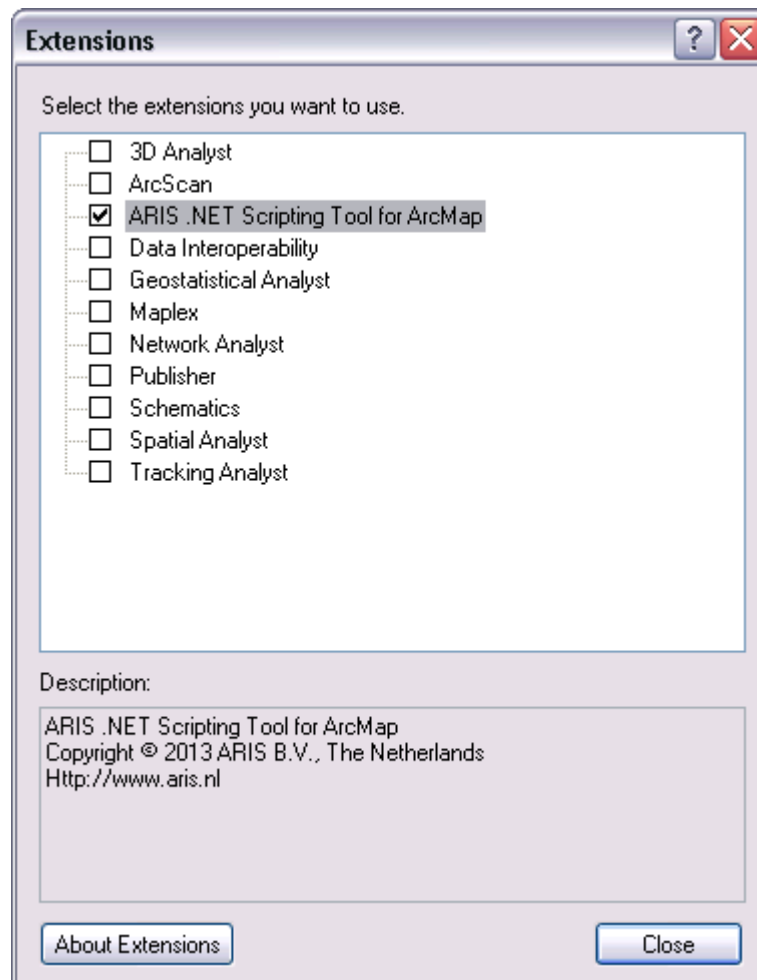 Extensions
Select the extensions you want to use.
3D Analyst
ArcScan
ARIS .NET Scripting Tool for ArcMap
Data Interoperability
Geostatistical Analyst
Maplex
Network Analyst
Publisher
Schematics
Spatial Analyst
Tracking Analyst
Description:
ARIS .NET Scripting Tool for ArcMap
Copyright © 2013 ARIS B.V., The Netherlands
Http://www.aris.nl
About Extensions
Close